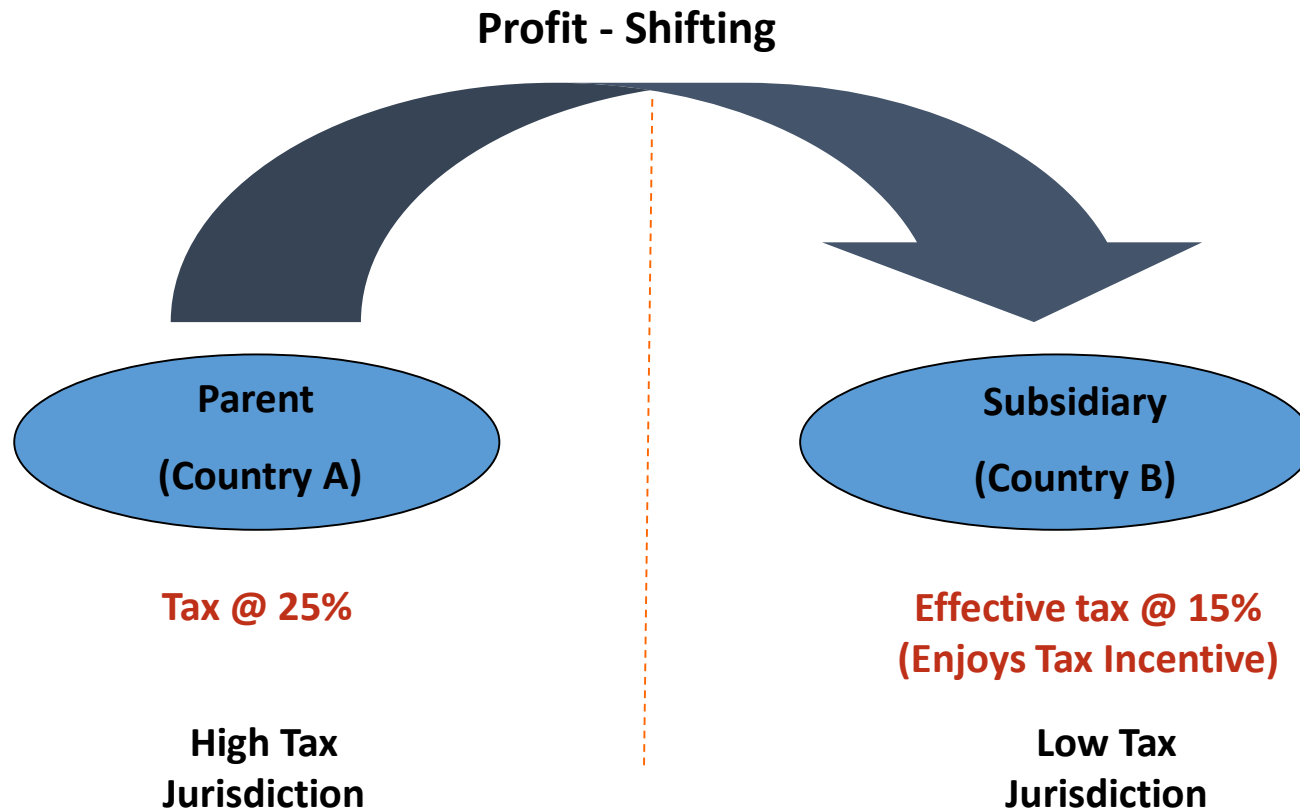 Profit - Shifting
Parent
(Country A)
Subsidiary
(Country B)
Tax @ 25%
Effective tax @ 15%
(Enjoys Tax Incentive)
High Tax
Jurisdiction
Low Tax
Jurisdiction